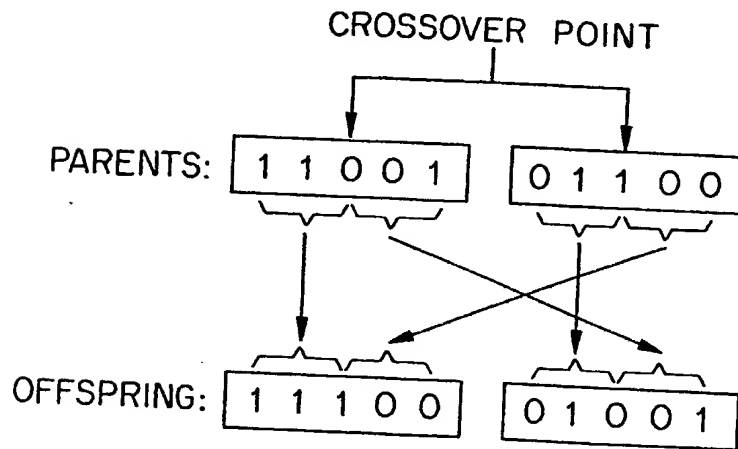 CROSSOVER POINT
PARENTS: 1 1 0 0 1 0 1 1 0 0
OFFSPRING: 1 1 1 0 0 0 1 0 0 1